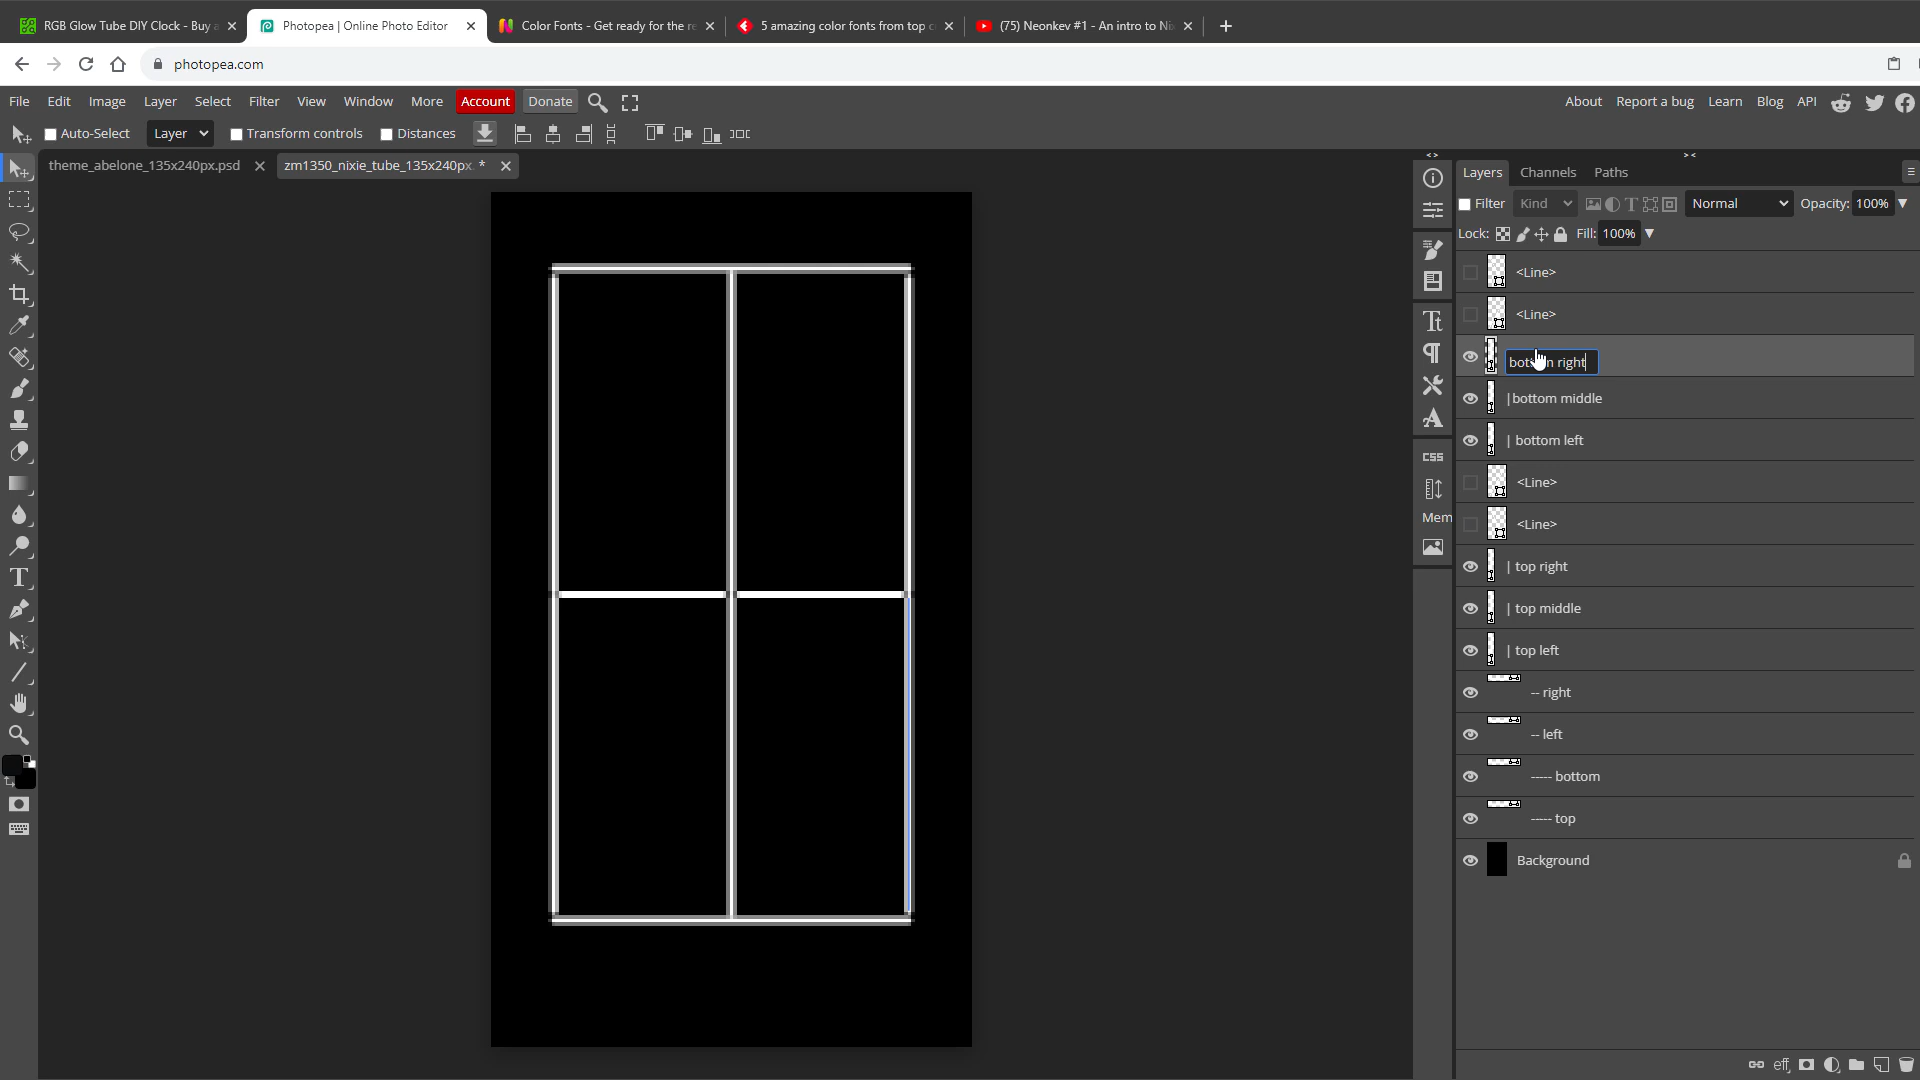 RGB Glow Tube DIY Clock - Buy a
Photopea | Online Photo Editor
Color Fonts - Get ready for the re
5 amazing color fonts from top c
(75) Neonkev #1 - An intro to Ni
photopea.com
File Edit Image Layer Select Filter View Window More Account Donate
About Report a bug Learn Blog API
Auto-Select Layer Transform controls Distances
theme_abelone_135x240px.psd
zm1350_nixie_tube_135x240px. *
Layers Channels Paths
Filter Kind Normal Opacity: 100%
Lock: Fill: 100%
<Line>
<Line>
bottom right
|bottom middle
| bottom left
<Line>
<Line>
| top right
| top middle
| top left
-- right
-- left
----- bottom
----- top
Background
CSS
Mem
eff